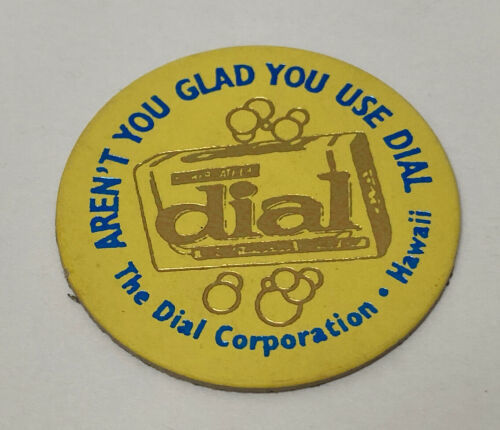 AREN'T YOU GLAD YOU USE DIAL
dial
The Dial Corporation • Hawaii